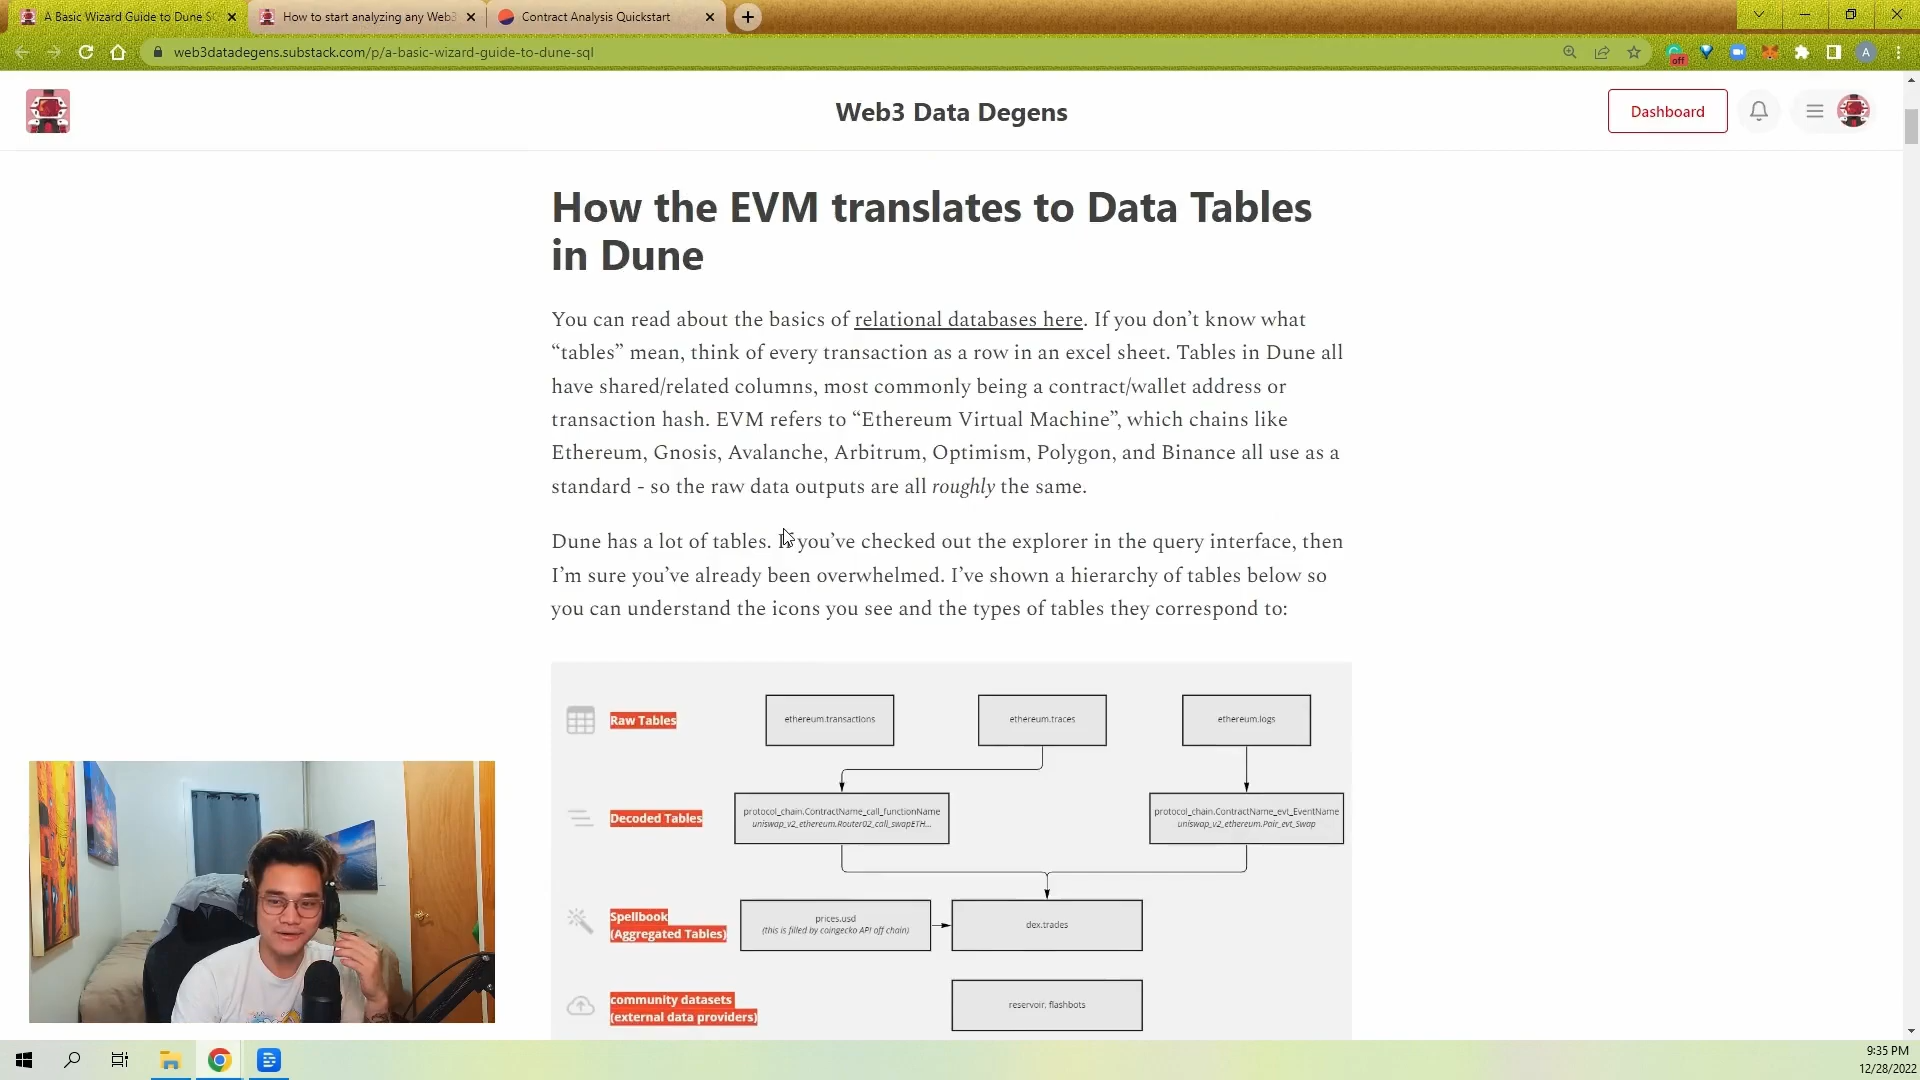 A Basic Wizard Guide to Dune S
How to start analyzing any Web3
Contract Analysis Quickstart
web3datadegens.substack.com/p/a-basic-wizard-guide-to-dune-sql
off
A
Web3 Data Degens
Dashboard
How the EVM translates to Data Tables
in Dune
You can read about the basics of relational databases here. If you don’t know what
“tables” mean, think of every transaction as a row in an excel sheet. Tables in Dune all
have shared/related columns, most commonly being a contract/wallet address or
transaction hash. EVM refers to “Ethereum Virtual Machine”, which chains like
Ethereum, Gnosis, Avalanche, Arbitrum, Optimism, Polygon, and Binance all use as a
standard - so the raw data outputs are all roughly the same.
Dune has a lot of tables. If you’ve checked out the explorer in the query interface, then
I’m sure you’ve already been overwhelmed. I’ve shown a hierarchy of tables below so
you can understand the icons you see and the types of tables they correspond to:
Raw Tables
ethereum.transactions
ethereum.traces
ethereum.logs
Decoded Tables
protocol_chain.ContractName_call_functionName
uniswap_v2_ethereum.Router02_call_swapETH...
protocol_chain.ContractName_evt_EventName
uniswap_v2_ethereum.Pair_evt_Swap
Spellbook
(Aggregated Tables)
prices.usd
(this is filled by coingecko API off chain)
dex.trades
community datasets
(external data providers)
reservoir, flashbots
9:35 PM
12/28/2022